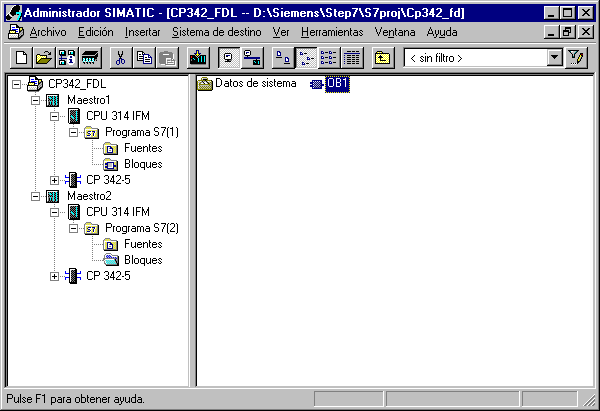 Administrador SIMATIC - [CP342_FDL -- D:\Siemens\Step7\S7proj\Cp342_fd]
Archivo Edición Insertar Sistema de destino Ver Herramientas Ventana Ayuda
< sin filtro >
CP342_FDL
Maestro1
CPU 314 IFM
Programa S7(1)
Fuentes
Bloques
CP 342-5
Maestro2
CPU 314 IFM
Programa S7(2)
Fuentes
Bloques
CP 342-5
Datos de sistema OB1
Pulse F1 para obtener ayuda.